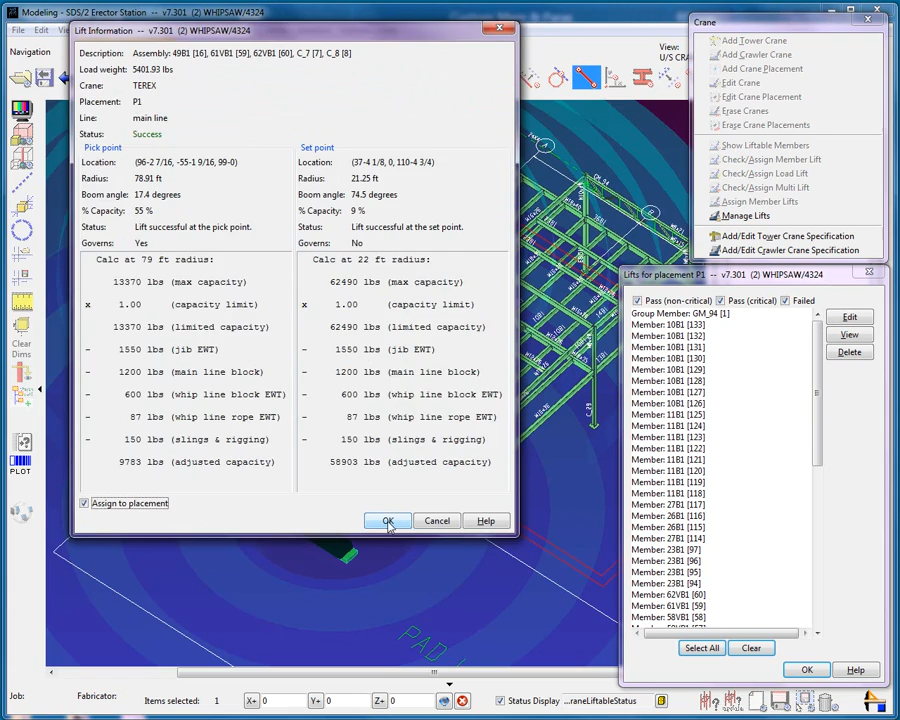 Modeling - SDS/2 Erector Station - v7.301 (2) WHIPSAW/4324
File
Navigation
View:
Clear
Dims
PLOT
Lift Information - v7.301 (2) WHIPSAW/4324
Description: Assembly: 49B1 [16], 61VB1 [59], 62VB1 [60], C_7 [7], C_8 [8]
Load weight: 5401.93 lbs
Crane: TEREX
Placement: P1
Line: main line
Status: Success
Pick point
Location: (96-2 7/16, -55-1 9/16, 99-0)
Radius: 78.91 ft
Boom angle: 17.4 degrees
% Capacity: 55 %
Status: Lift successful at the pick point.
Governs: Yes
Calc at 79 ft radius:
13370 lbs (max capacity)
x 1.00 (capacity limit)
13370 lbs (limited capacity)
- 1550 lbs (jib EWT)
- 1200 lbs (main line block)
- 600 lbs (whip line block EWT)
- 87 lbs (whip line rope EWT)
- 150 lbs (slings & rigging)
9783 lbs (adjusted capacity)
Set point
Location: (37-4 1/8, 0, 110-4 3/4)
Radius: 21.25 ft
Boom angle: 74.5 degrees
% Capacity: 9 %
Status: Lift successful at the set point.
Governs: No
Calc at 22 ft radius:
62490 lbs (max capacity)
x 1.00 (capacity limit)
62490 lbs (limited capacity)
- 1550 lbs (jib EWT)
- 1200 lbs (main line block)
- 600 lbs (whip line block EWT)
- 87 lbs (whip line rope EWT)
- 150 lbs (slings & rigging)
58903 lbs (adjusted capacity)
Assign to placement
OK Cancel Help
A
B
Crane
Add Tower Crane
Add Crawler Crane
Add Crane Placement
Edit Crane
Edit Crane Placement
Erase Cranes
Erase Crane Placements
Show Liftable Members
Check/Assign Member Lift
Check/Assign Load Lift
Check/Assign Multi Lift
Assign Member Lifts
Manage Lifts
Add/Edit Tower Crane Specification
Add/Edit Crawler Crane Specification
Lifts for placement P1 - v7.301 (2) WHIPSAW/4324
Pass (non-critical) Pass (critical) Failed
Group Member: GM_94 [1]
Member: 10B1 [133]
Member: 10B1 [132]
Member: 10B1 [131]
Member: 10B1 [130]
Member: 10B1 [129]
Member: 10B1 [128]
Member: 10B1 [127]
Member: 10B1 [126]
Member: 11B1 [125]
Member: 11B1 [124]
Member: 11B1 [123]
Member: 11B1 [122]
Member: 11B1 [121]
Member: 11B1 [120]
Member: 11B1 [119]
Member: 11B1 [118]
Member: 27B1 [117]
Member: 26B1 [116]
Member: 26B1 [115]
Member: 27B1 [114]
Member: 23B1 [97]
Member: 23B1 [96]
Member: 23B1 [95]
Member: 23B1 [94]
Member: 62VB1 [60]
Member: 61VB1 [59]
Member: 58VB1 [58]
Edit
View
Delete
Select All Clear
OK Help
Job: Fabricator: Items selected: 1 X+ 0 Y+ 0 Z+ 0 Status Display ...raneLiftableStatus